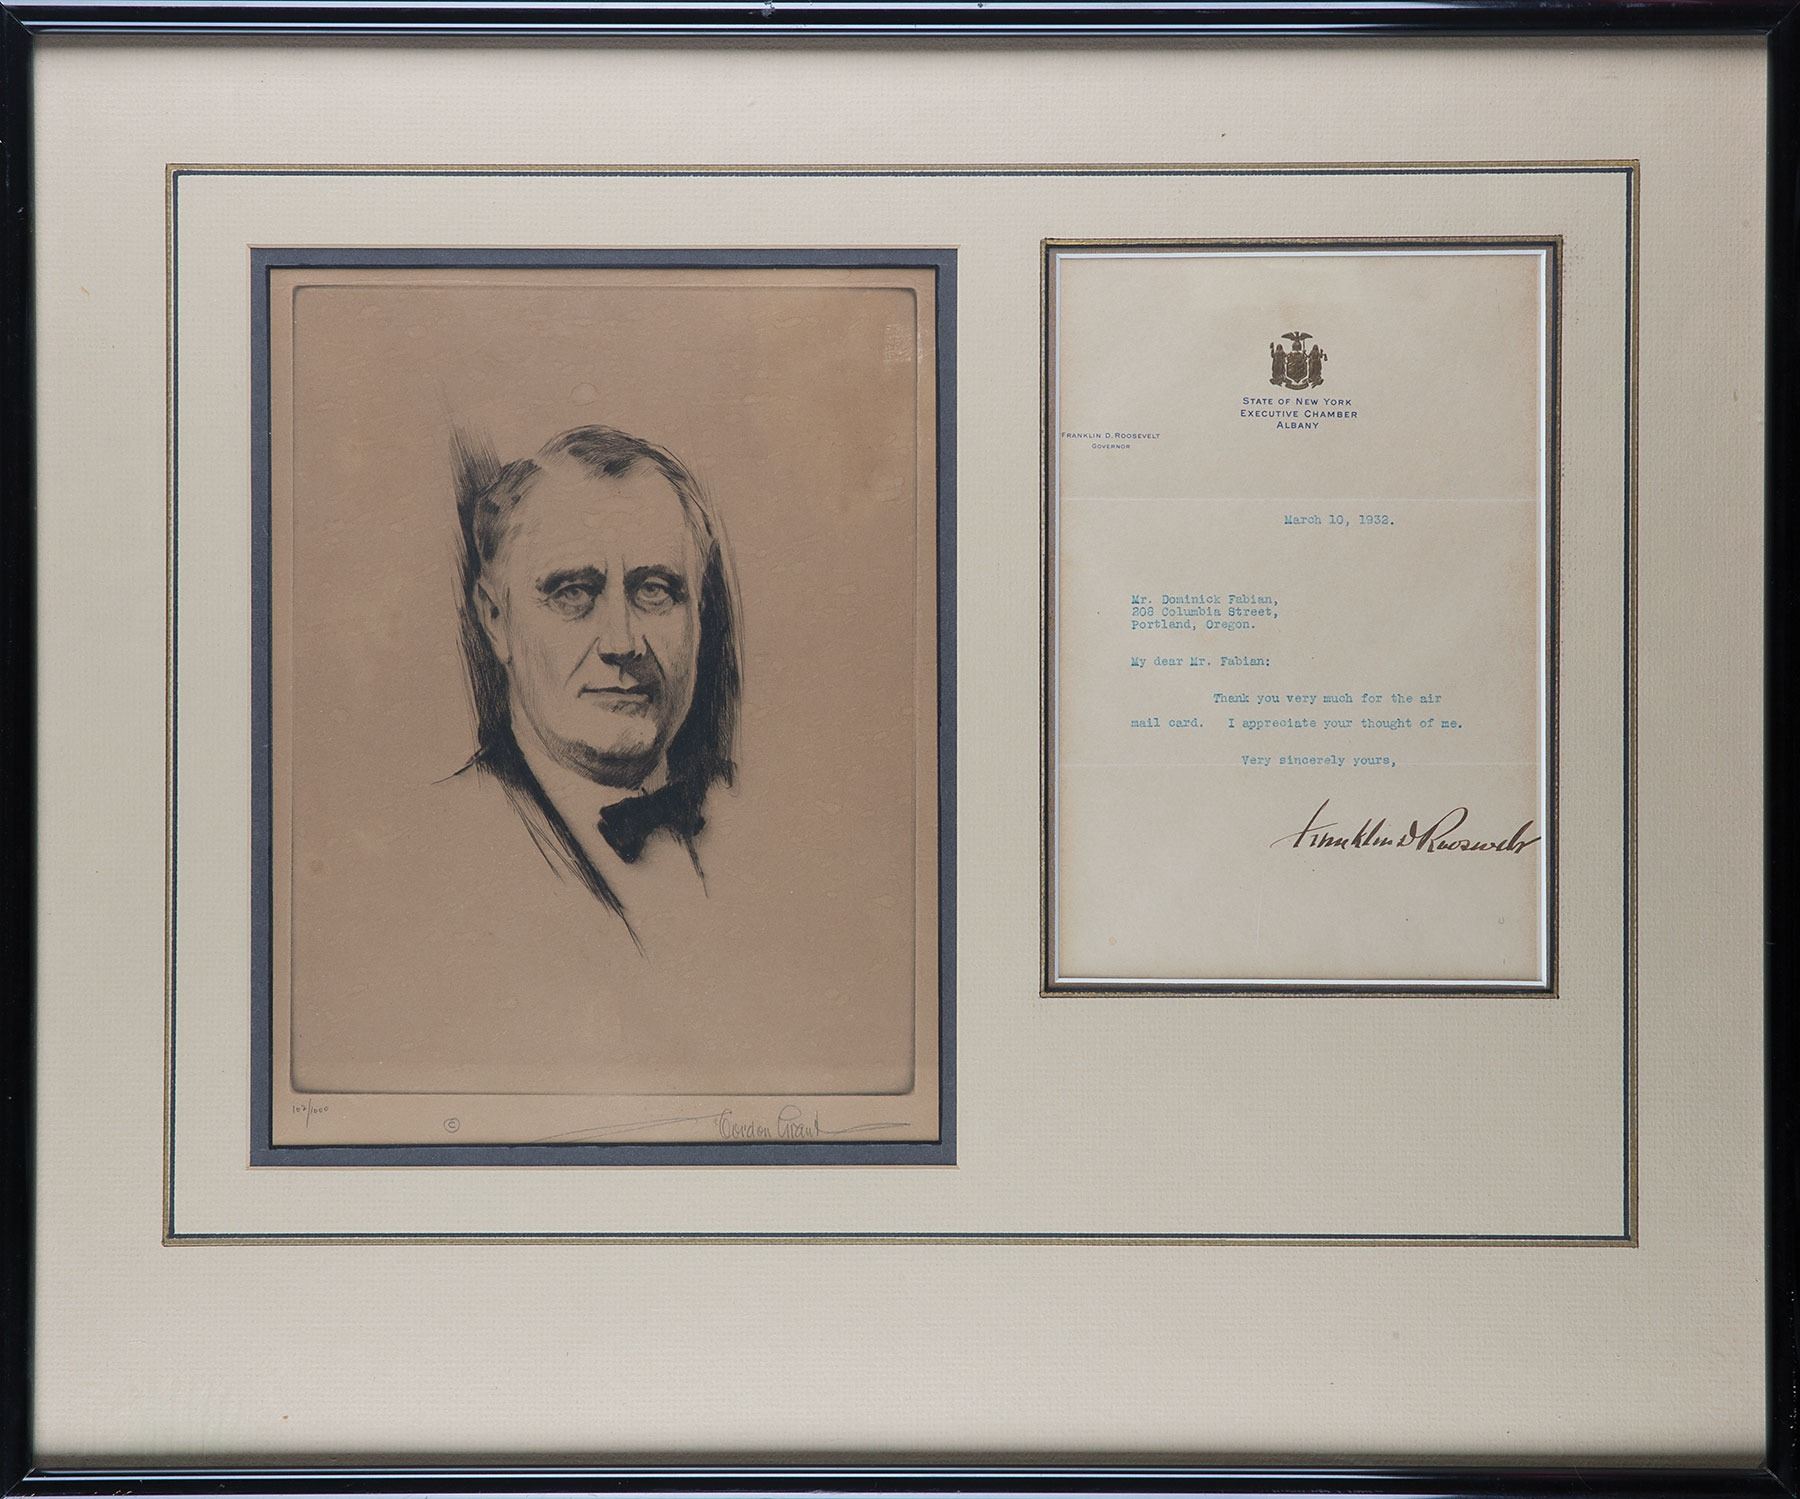 102/1000
©
Gordon Grant
STATE OF NEW YORK
EXECUTIVE CHAMBER
ALBANY
FRANKLIN D. ROOSEVELT
GOVERNOR
March 10, 1932.
Mr. Dominick Fabian,
208 Columbia Street,
Portland, Oregon.
My dear Mr. Fabian:
Thank you very much for the air
mail card. I appreciate your thought of me.
Very sincerely yours,
Franklin D Roosevelt